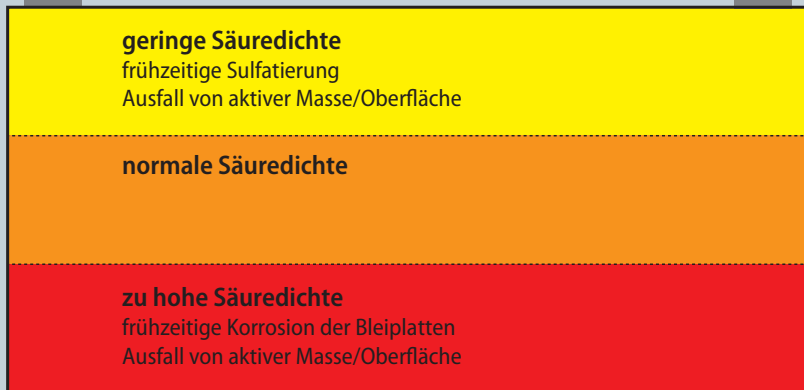 geringe Säuredichte
frühzeitige Sulfatierung
Ausfall von aktiver Masse/Oberfläche
normale Säuredichte
zu hohe Säuredichte
frühzeitige Korrosion der Bleiplatten
Ausfall von aktiver Masse/Oberfläche